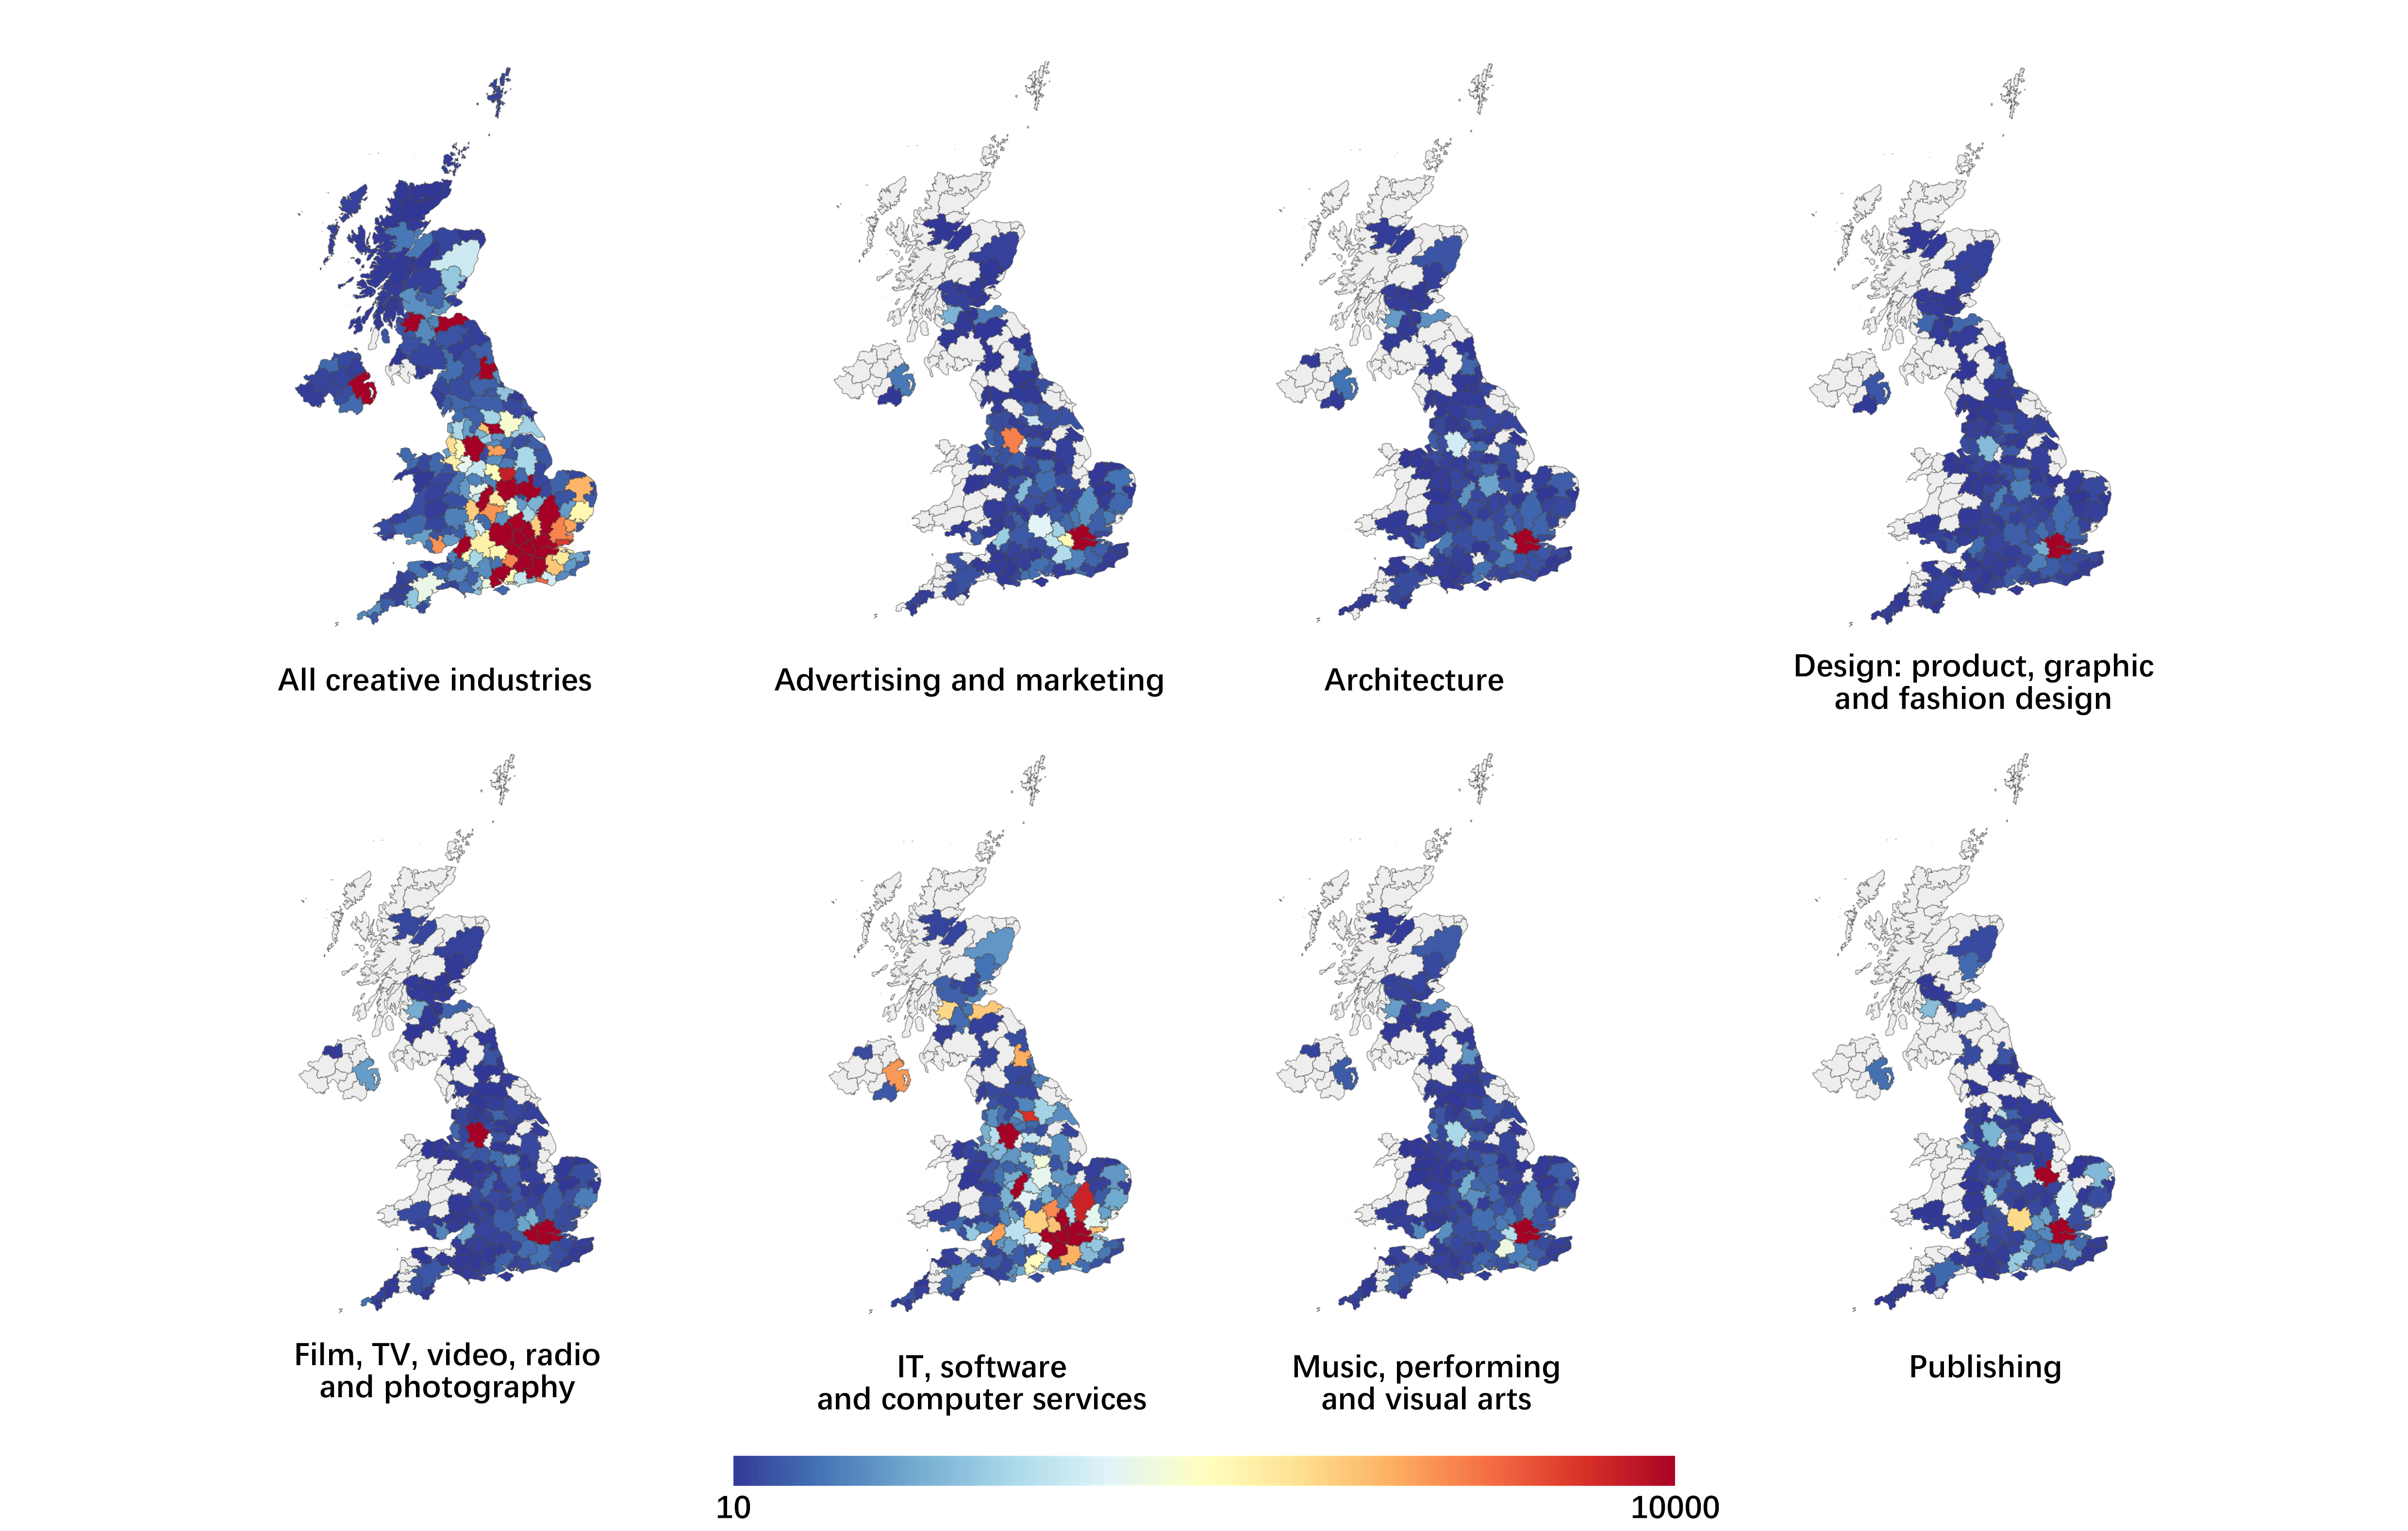 All creative industries
Advertising and marketing
Architecture
Design: product, graphic
and fashion design
Film, TV, video, radio
and photography
IT, software
and computer services
Music, performing
and visual arts
Publishing
10
10000